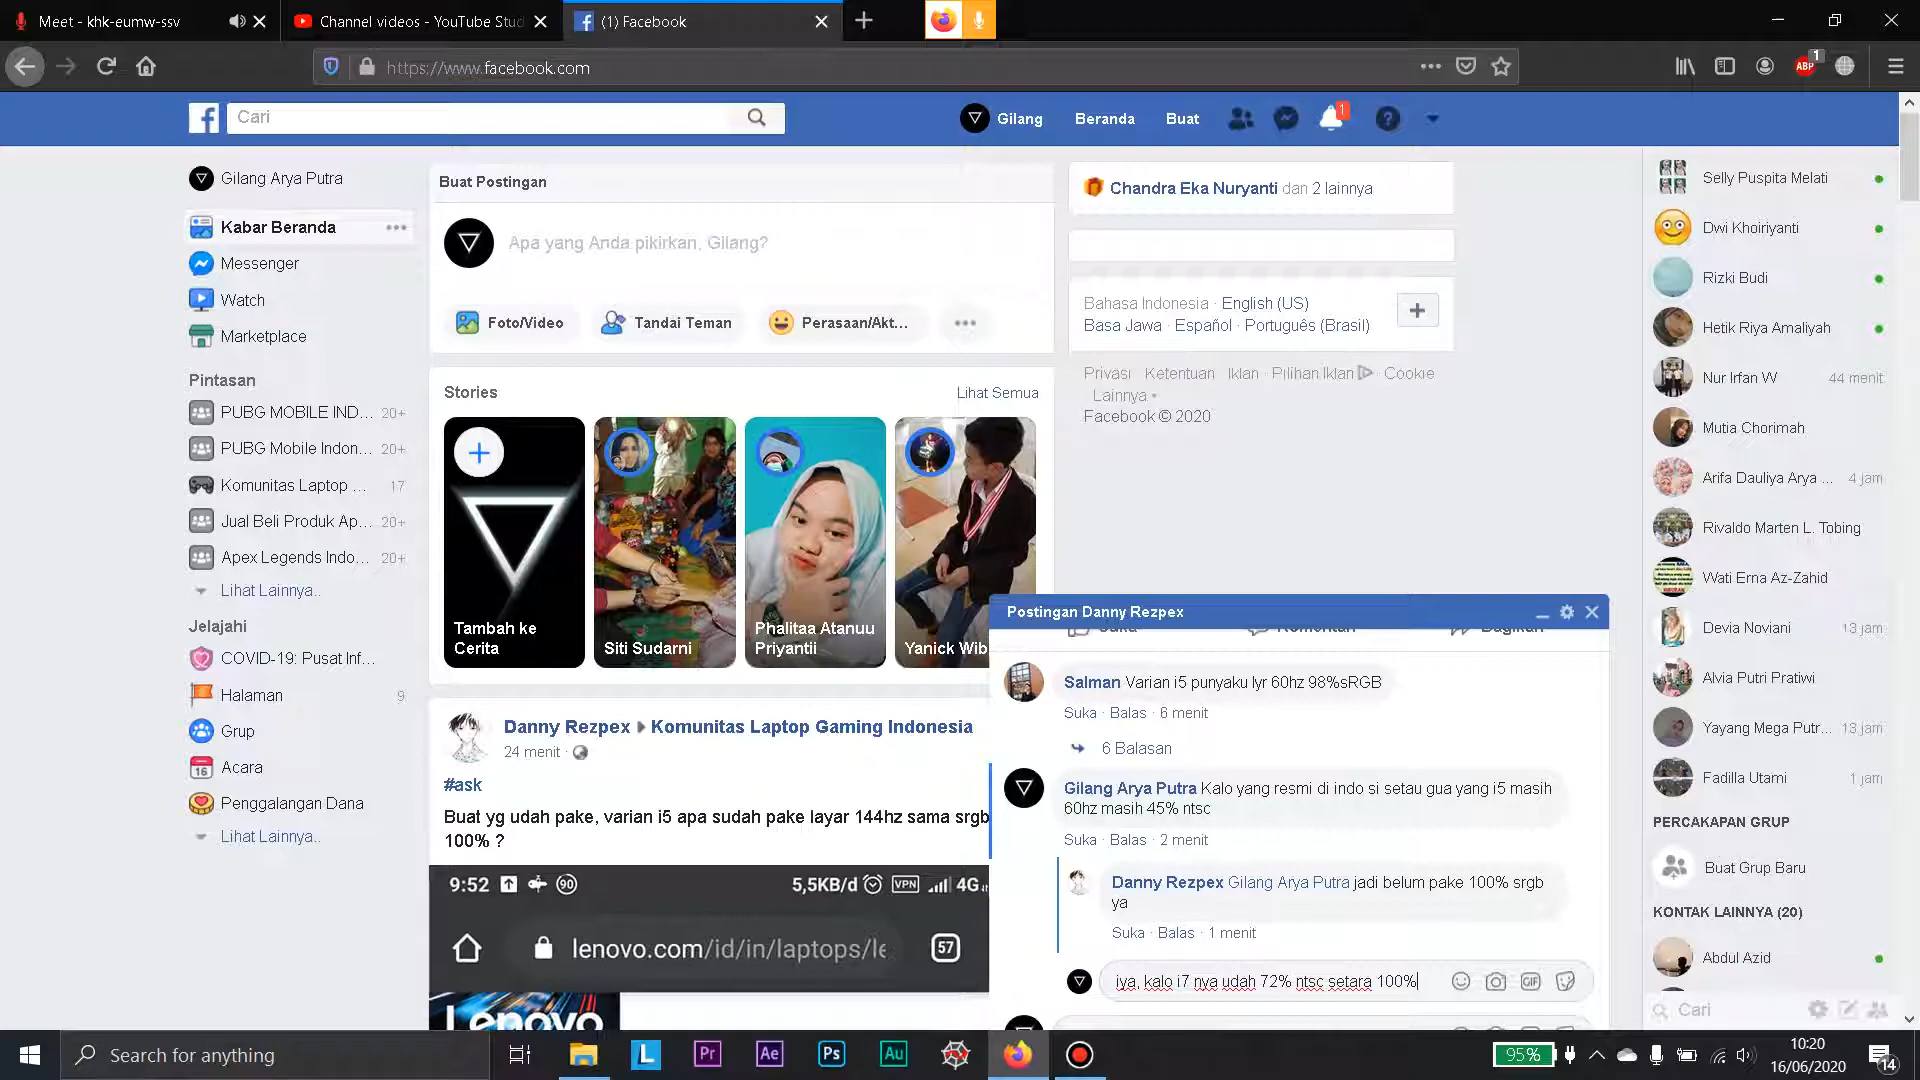 Meet - khk-eumw-ssv
Channel videos - YouTube Stud
(1) Facebook
https://www.facebook.com
ABP
1
Cari
Gilang
Beranda
Buat
1
Gilang Arya Putra
Kabar Beranda
Messenger
Watch
Marketplace
Pintasan
PUBG MOBILE IND... 20+
PUBG Mobile Indon... 20+
Komunitas Laptop ... 17
Jual Beli Produk Ap... 20+
Apex Legends Indo... 20+
Lihat Lainnya..
Jelajahi
COVID-19: Pusat Inf...
Halaman 9
Grup
16 Acara
Penggalangan Dana
Lihat Lainnya..
Buat Postingan
Apa yang Anda pikirkan, Gilang?
Foto/Video
Tandai Teman
Perasaan/Akt...
Stories
Lihat Semua
Tambah ke
Cerita
Siti Sudarni
Phalitaa Atanuu
Priyantii
Yanick Wib
Danny Rezpex Komunitas Laptop Gaming Indonesia
24 menit ·
#ask
Buat yg udah pake, varian i5 apa sudah pake layar 144hz sama srgb
100% ?
9:52 90 5,5KB/d VPN 4G
lenovo.com/id/in/laptops/le
57
Lenovo
Chandra Eka Nuryanti dan 2 lainnya
Bahasa Indonesia · English (US)
Basa Jawa · Español · Português (Brasil)
Privasi · Ketentuan · Iklan · Pilihan Iklan · Cookie ·
Lainnya
Facebook © 2020
Postingan Danny Rezpex
Suka
Komentari
Bagikan
Salman Varian i5 punyaku lyr 60hz 98%sRGB
Suka · Balas · 6 menit
6 Balasan
Gilang Arya Putra Kalo yang resmi di indo si setau gua yang i5 masih
60hz masih 45% ntsc
Suka · Balas · 2 menit
Danny Rezpex Gilang Arya Putra jadi belum pake 100% srgb
ya
Suka · Balas · 1 menit
iya, kalo i7 nya udah 72% ntsc setara 100%
GIF
Selly Puspita Melati
Dwi Khoiriyanti
Rizki Budi
Hetik Riya Amaliyah
Nur Irfan W 44 menit
Mutia Chorimah
Arifa Dauliya Arya ... 4 jam
Rivaldo Marten L. Tobing
Wati Erna Az-Zahid
Devia Noviani 13 jam
Alvia Putri Pratiwi
Yayang Mega Putr... 13 jam
Fadilla Utami 1 jam
PERCAKAPAN GRUP
Buat Grup Baru
KONTAK LAINNYA (20)
Abdul Azid
Cari
Search for anything
L
Pr
Ae
Ps
Au
95%
10:20
16/06/2020
14